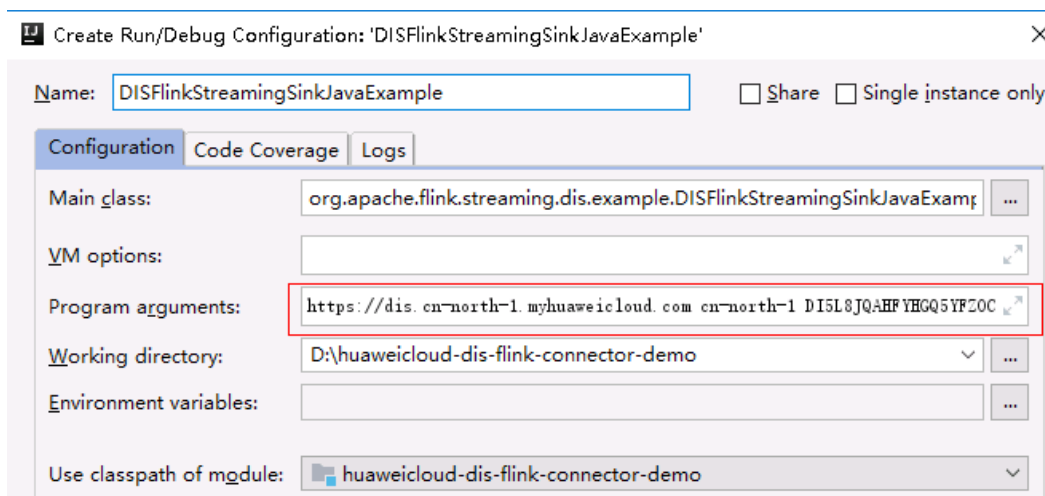 Create Run/Debug Configuration: 'DISFlinkStreamingSinkJavaExample'
Name: DISFlinkStreamingSinkJavaExample Share Single instance only
Configuration Code Coverage Logs
Main class: org.apache.flink.streaming.dis.example.DISFlinkStreamingSinkJavaExamp ...
VM options:
Program arguments: https://dis.cn-north-1.myhuaweicloud.com cn-north-1 DI5L8JQAHFYHGQ5YFZOC
Working directory: D:\huaweicloud-dis-flink-connector-demo ...
Environment variables: ...
Use classpath of module: huaweicloud-dis-flink-connector-demo